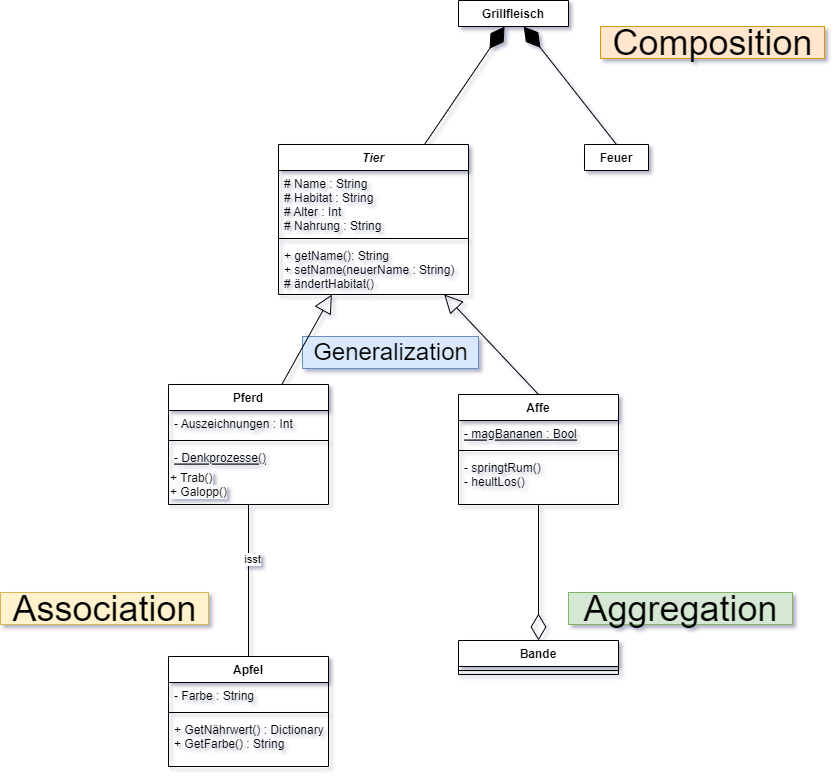 Grillfleisch
Composition
Tier
Feuer
# Name : String
# Habitat : String
# Alter : Int
# Nahrung : String
+ getName(): String
+ setName(neuerName : String)
# ändertHabitat()
Generalization
Pferd
- Auszeichnungen : Int
- Denkprozesse()
+ Trab()
+ Galopp()
Affe
- magBananen : Bool
- springtRum()
- heultLos()
isst
Association
Aggregation
Apfel
- Farbe : String
+ GetNährwert() : Dictionary
+ GetFarbe() : String
Bande